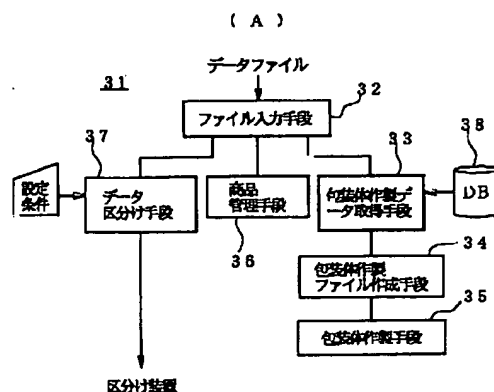 ( A )
データファイル
31
32
ファイル入力手段
37
33
38
設定
条件
データ
区分け手段
商品
管理手段
包装体作製デ
ータ取得手段
DB
36
34
包装体作製
ファイル作成手段
35
包装体作製手段
区分け装置